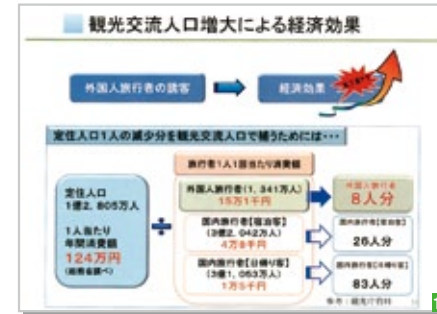 観光交流人口増大による経済効果
外国人旅行者の誘客
経済効果
定住人口1人の減少分を観光交流人口で補うためには・・・
旅行者1人1回当たり消費額
定住人口
1億2,805万人
1人当たり
年間消費額
124万円
(総務省調べ)
÷
外国人旅行者(1,341万人)
15万1千円
国内旅行者【宿泊客】
(3億2,042万人)
4万8千円
国内旅行者【日帰り客】
(3億1,053万人)
1万5千円
外国人旅行者
8人分
国内旅行者【宿泊客】
26人分
国内旅行者【日帰り客】
83人分
参考:観光庁資料